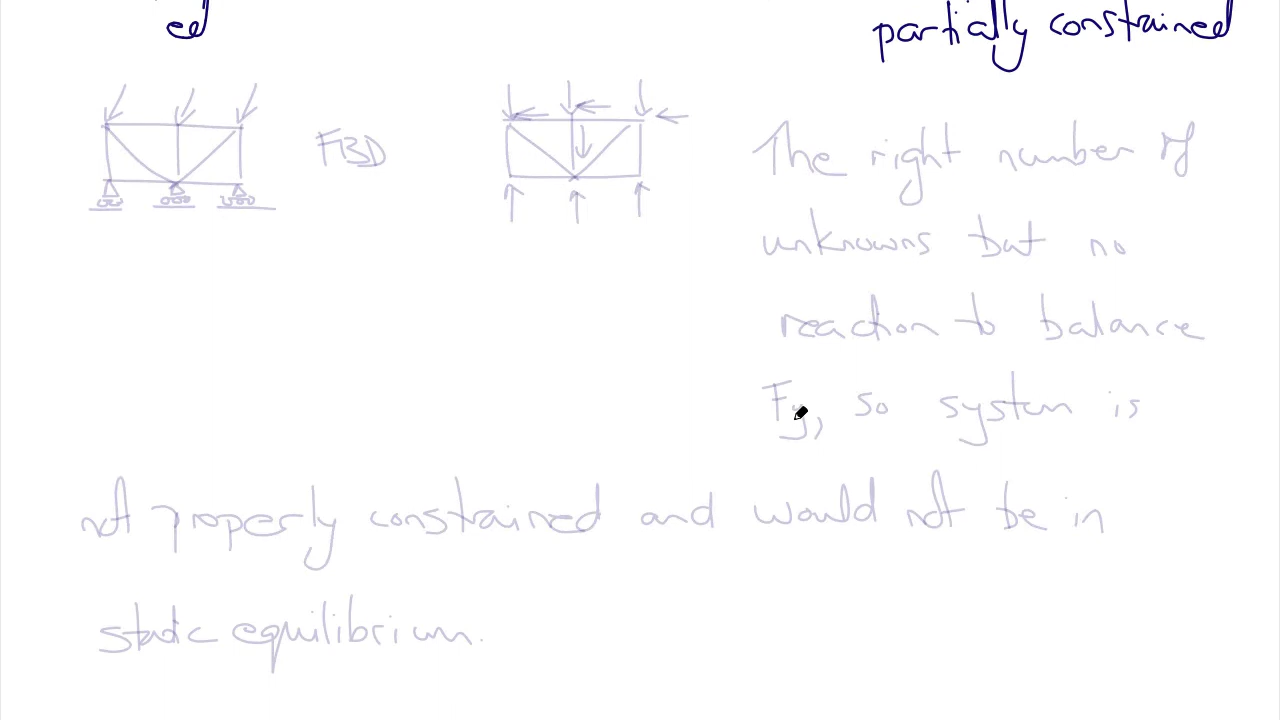 ed
partially constrained
FBD
The right number of
unknowns but no
reaction to balance
Fy, so system is
not properly constrained and would not be in
static equilibrium.